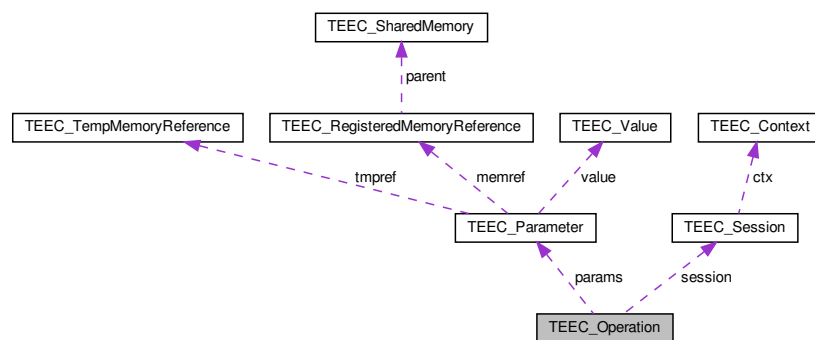 TEEC_SharedMemory
parent
TEEC_TempMemoryReference
TEEC_RegisteredMemoryReference
TEEC_Value
TEEC_Context
tmpref
memref
value
ctx
TEEC_Parameter
TEEC_Session
params
session
TEEC_Operation